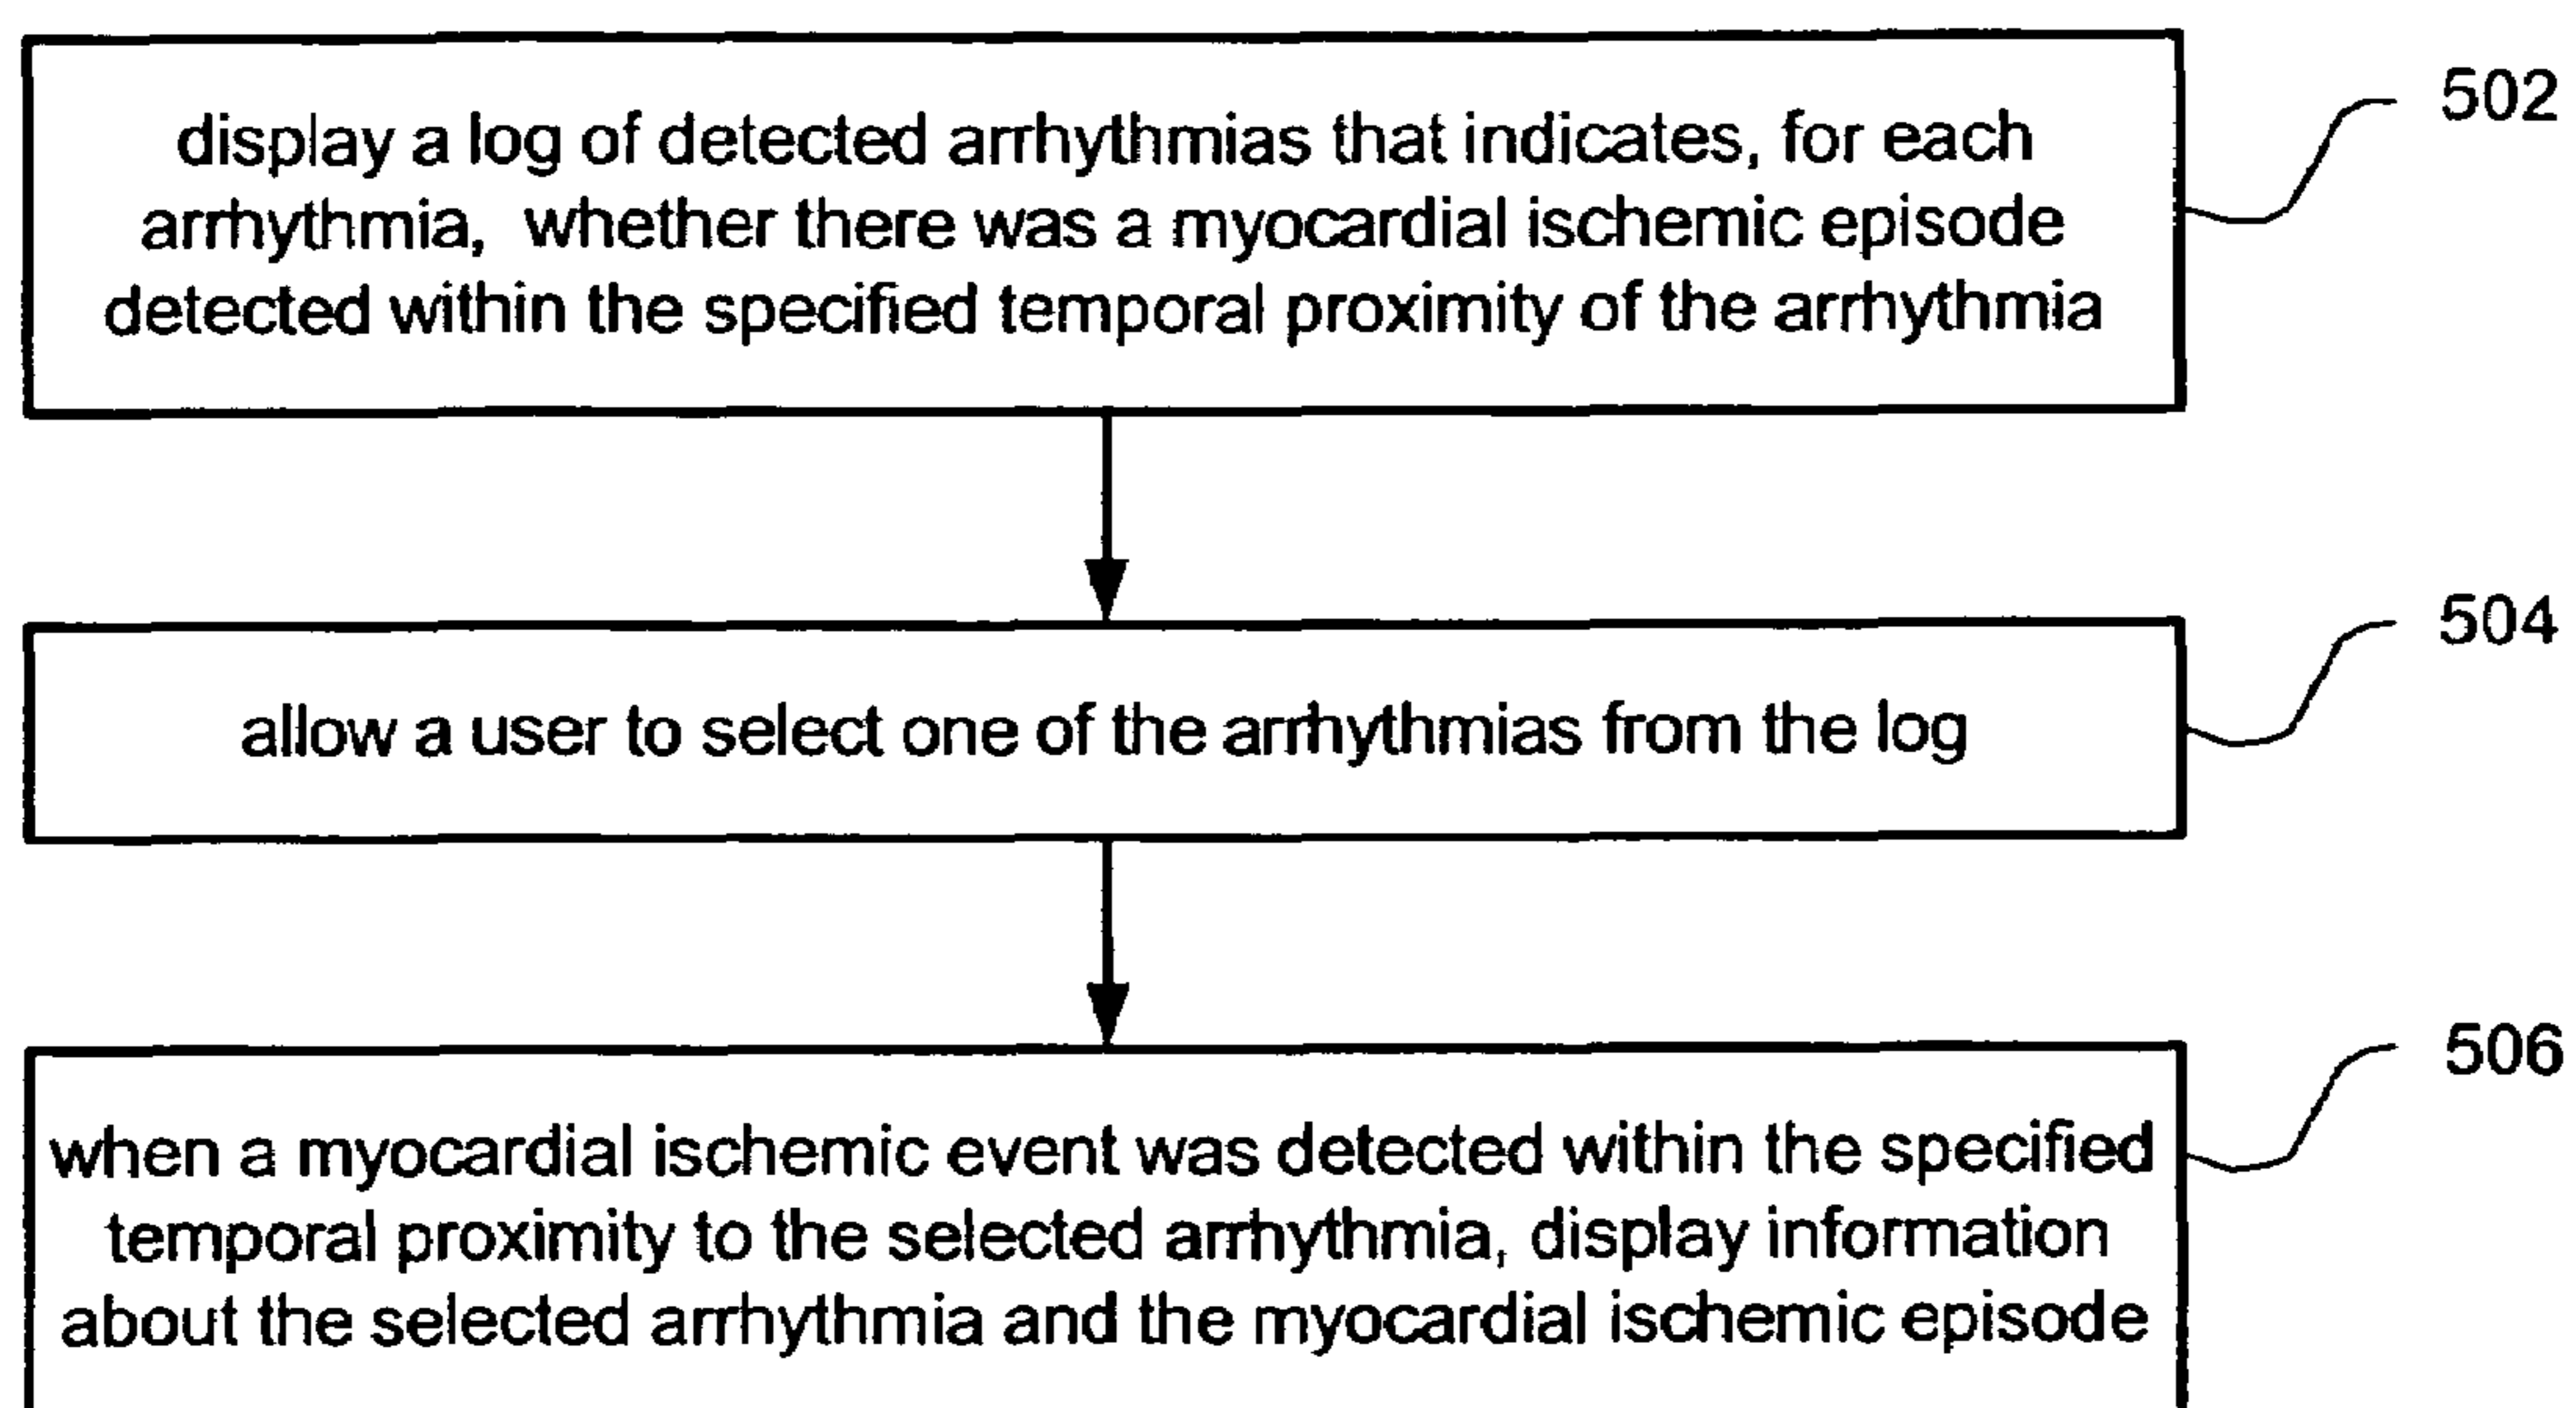 display a log of detected arrhythmias that indicates, for each
502
arrhythmia, whether there was a myocardial ischemic episode
detected within the specified temporal proximity of the arrhythmia
504
allow a user to select one of the arrhythmias from the log
506
when a myocardial ischemic event was detected within the specified
temporal proximity to the selected arrhythmia, display information
about the selected arrhythmia and the myocardial ischemic episode